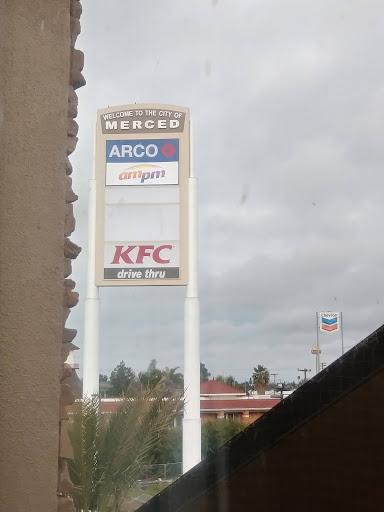 WELCOME TO THE CITY OF
MERCED
ARCO
ampm
KFC
drive thru
Chevron